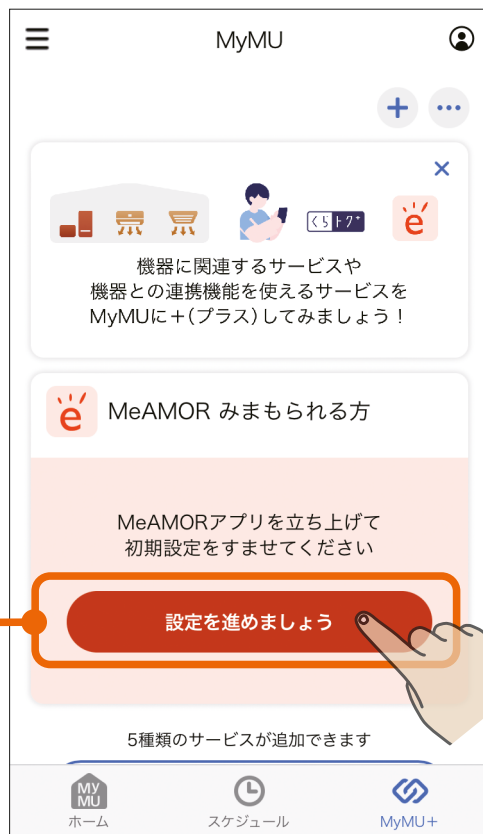 MyMU
くらトク⁺
e
機器に関連するサービスや
機器との連携機能を使えるサービスを
MyMUに＋(プラス)してみましょう！
e
MeAMOR みまもられる方
MeAMORアプリを立ち上げて
初期設定をすませてください
設定を進めましょう
5種類のサービスが追加できます
MY
MU
ホーム
スケジュール
MyMU＋